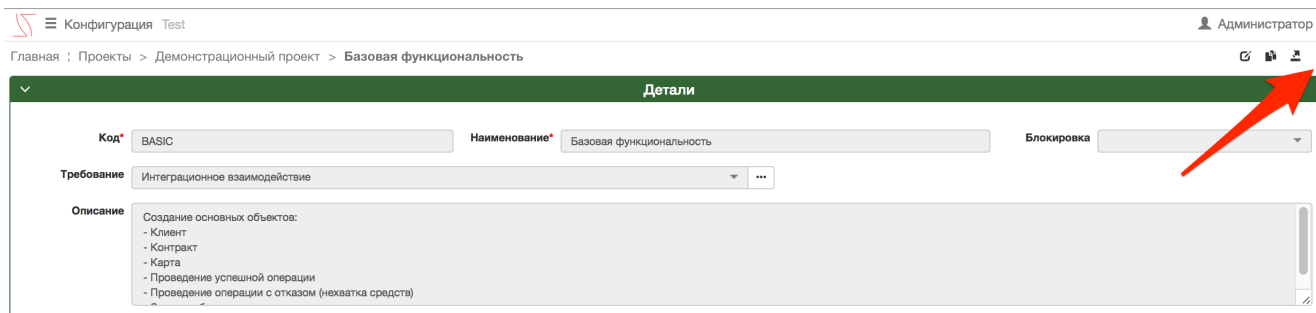 Конфигурация Test Администратор
Главная ¦ Проекты > Демонстрационный проект > Базовая функциональность
Детали
Код* BASIC Наименование* Базовая функциональность Блокировка
Требование Интеграционное взаимодействие
Описание Создание основных объектов:
- Клиент
- Контракт
- Карта
- Проведение успешной операции
- Проведение операции с отказом (нехватка средств)